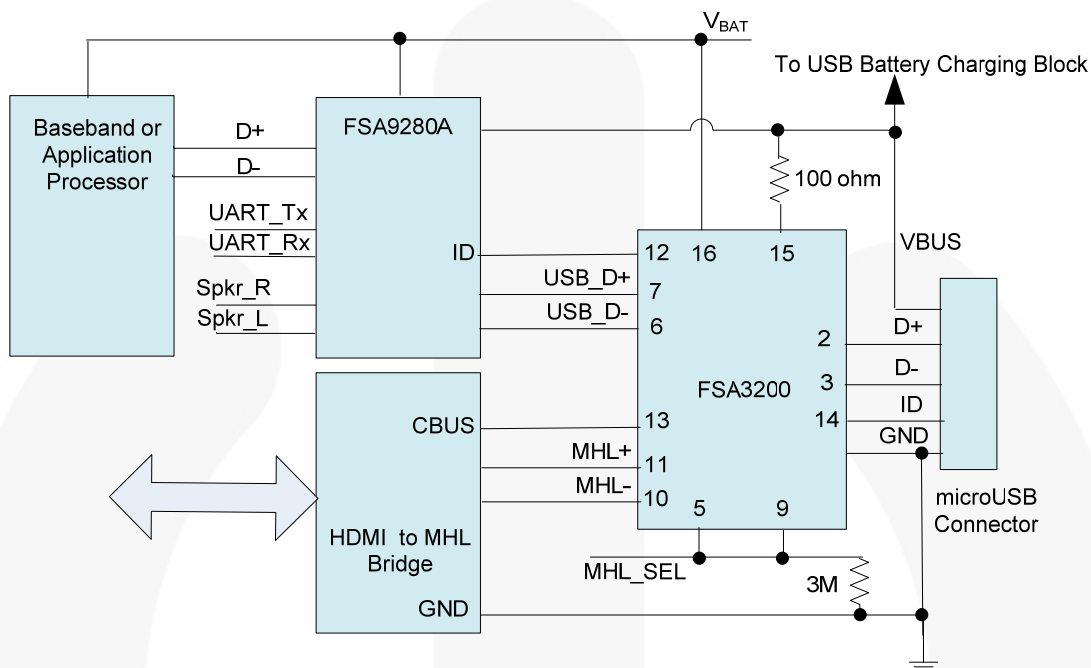 VBAT
To USB Battery Charging Block
Baseband or
Application
Processor
D+
D-
FSA9280A
100 ohm
UART_Tx
UART_Rx
ID
Spkr_R
Spkr_L
USB_D+
USB_D-
12
7
6
16
15
VBUS
2
3
14
FSA3200
D+
D-
ID
GND
CBUS
MHL+
MHL-
13
11
10
5
9
microUSB
Connector
HDMI to MHL
Bridge
GND
MHL_SEL
3M